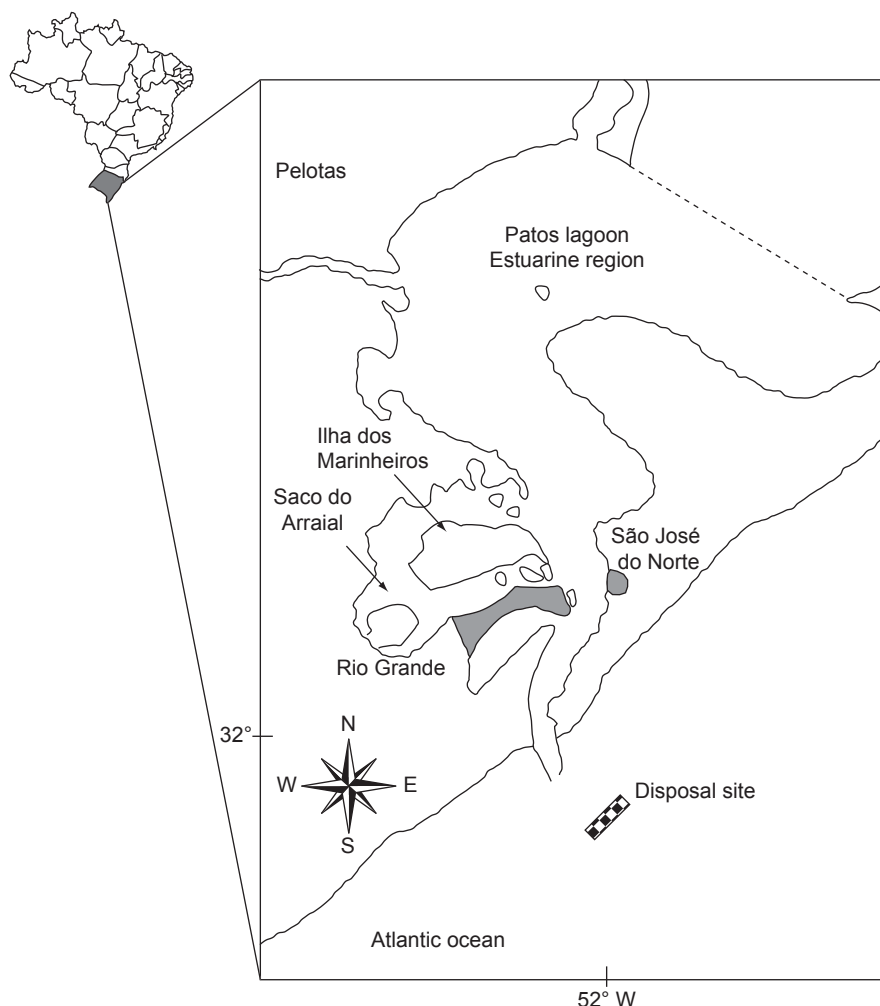 Pelotas
Patos lagoon
Estuarine region
Ilha dos
Marinheiros
Saco do
Arraial
São José
do Norte
Rio Grande
32°
N
W
E
S
Disposal site
Atlantic ocean
52° W